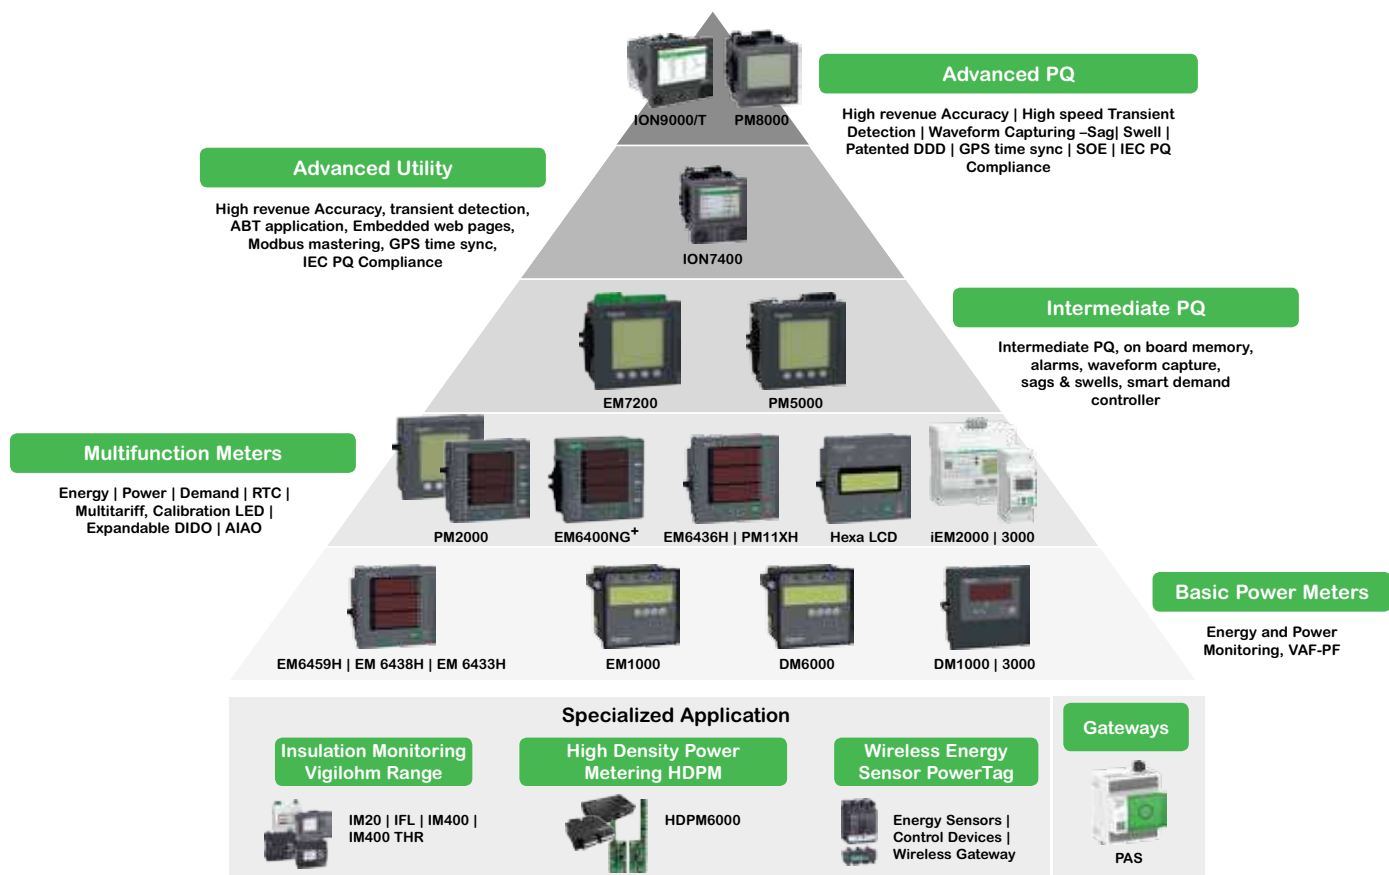 ION9000/T
PM8000
Advanced PQ
High revenue Accuracy | High speed Transient
Detection | Waveform Capturing –Sag| Swell |
Patented DDD | GPS time sync | SOE | IEC PQ
Compliance
Advanced Utility
High revenue Accuracy, transient detection,
ABT application, Embedded web pages,
Modbus mastering, GPS time sync,
IEC PQ Compliance
ION7400
Intermediate PQ
Intermediate PQ, on board memory,
alarms, waveform capture,
sags & swells, smart demand
controller
EM7200
PM5000
Multifunction Meters
Energy | Power | Demand | RTC |
Multitariff, Calibration LED |
Expandable DIDO | AIAO
PM2000
EM6400NG+
EM6436H | PM11XH
Hexa LCD
iEM2000 | 3000
Basic Power Meters
Energy and Power
Monitoring, VAF-PF
EM6459H | EM 6438H | EM 6433H
EM1000
DM6000
DM1000 | 3000
Specialized Application
Insulation Monitoring
Vigilohm Range
IM20 | IFL | IM400 |
IM400 THR
High Density Power
Metering HDPM
HDPM6000
Wireless Energy
Sensor PowerTag
Energy Sensors |
Control Devices |
Wireless Gateway
Gateways
PAS